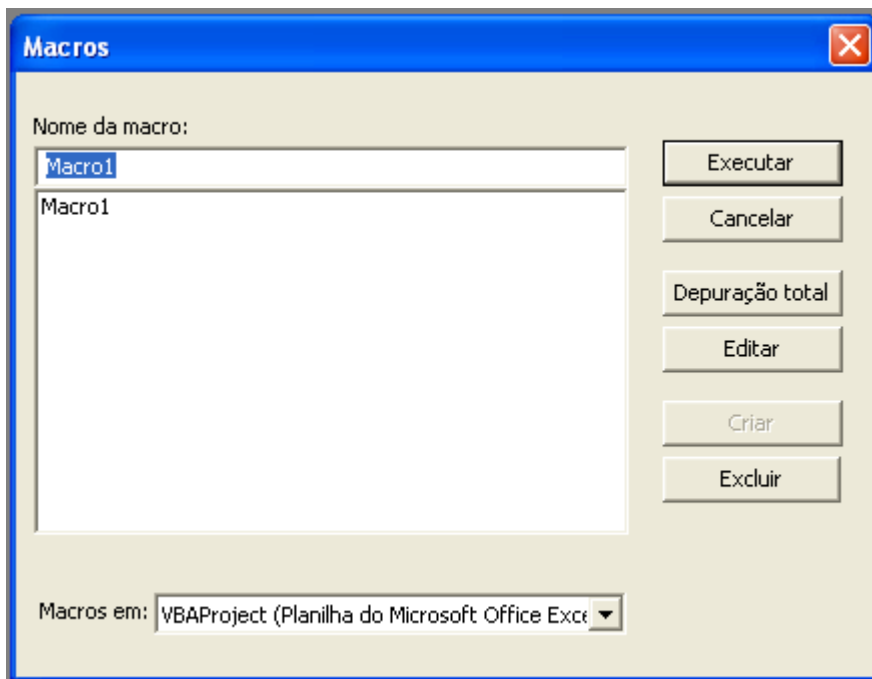 Macros
Nome da macro:
Macro1
Macro1
Executar
Cancelar
Depuração total
Editar
Criar
Excluir
Macros em: VBAProject (Planilha do Microsoft Office Exce